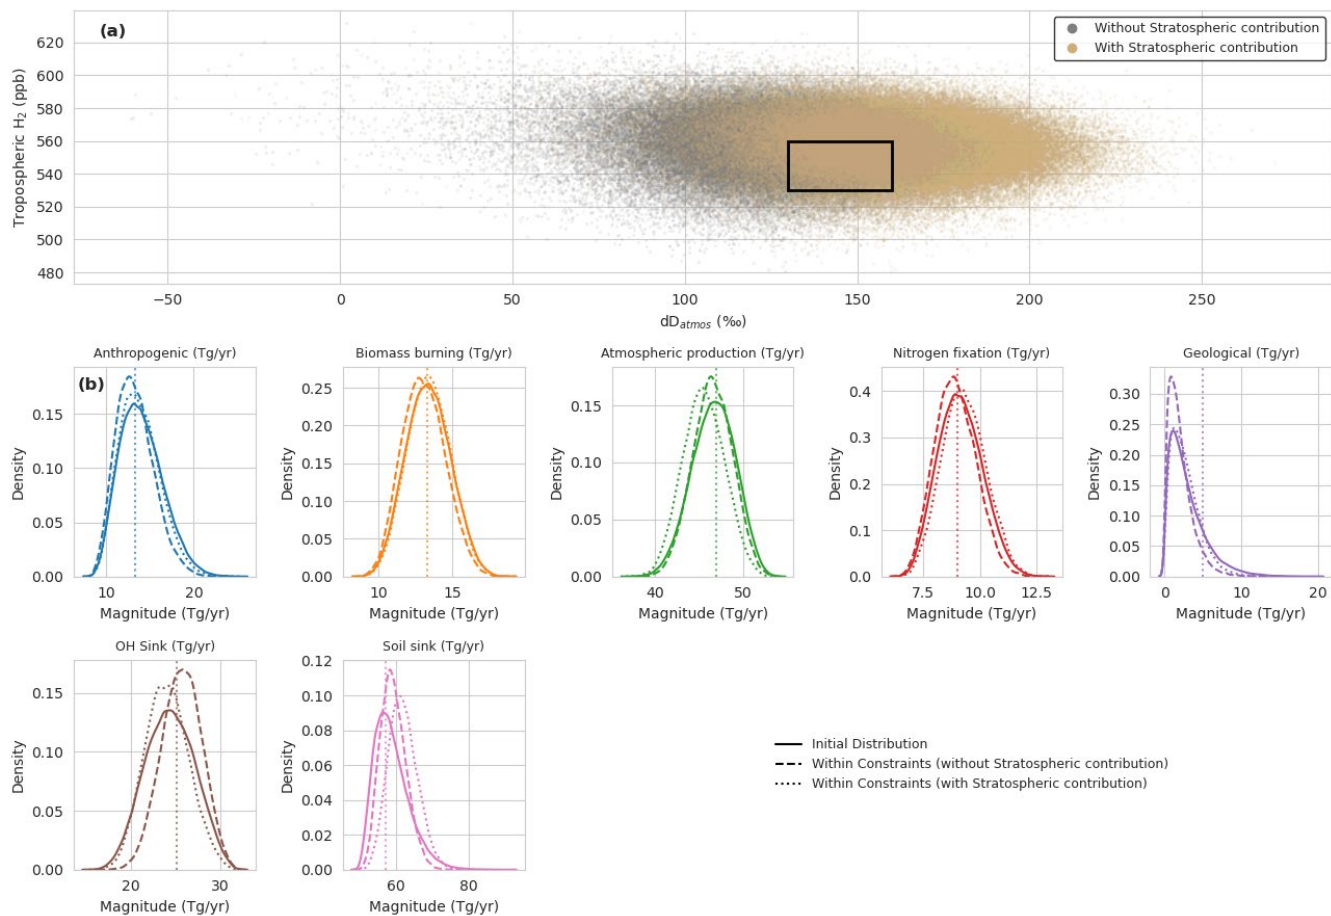 (a)
Without Stratospheric contribution
With Stratospheric contribution
Tropospheric H₂ (ppb)
620
600
580
560
540
520
500
480
−50
0
50
100
150
200
250
dD_atmos (‰)
(b)
Anthropogenic (Tg/yr)
Density
0.15
0.10
0.05
0.00
10
20
Magnitude (Tg/yr)
Biomass burning (Tg/yr)
Density
0.25
0.20
0.15
0.10
0.05
0.00
10
15
Magnitude (Tg/yr)
Atmospheric production (Tg/yr)
Density
0.15
0.10
0.05
0.00
40
50
Magnitude (Tg/yr)
Nitrogen fixation (Tg/yr)
Density
0.4
0.3
0.2
0.1
0.0
7.5
10.0
12.5
Magnitude (Tg/yr)
Geological (Tg/yr)
Density
0.30
0.25
0.20
0.15
0.10
0.05
0.00
0
10
20
Magnitude (Tg/yr)
OH Sink (Tg/yr)
Density
0.15
0.10
0.05
0.00
20
30
Magnitude (Tg/yr)
Soil sink (Tg/yr)
Density
0.12
0.10
0.08
0.06
0.04
0.02
0.00
60
80
Magnitude (Tg/yr)
Initial Distribution
Within Constraints (without Stratospheric contribution)
Within Constraints (with Stratospheric contribution)